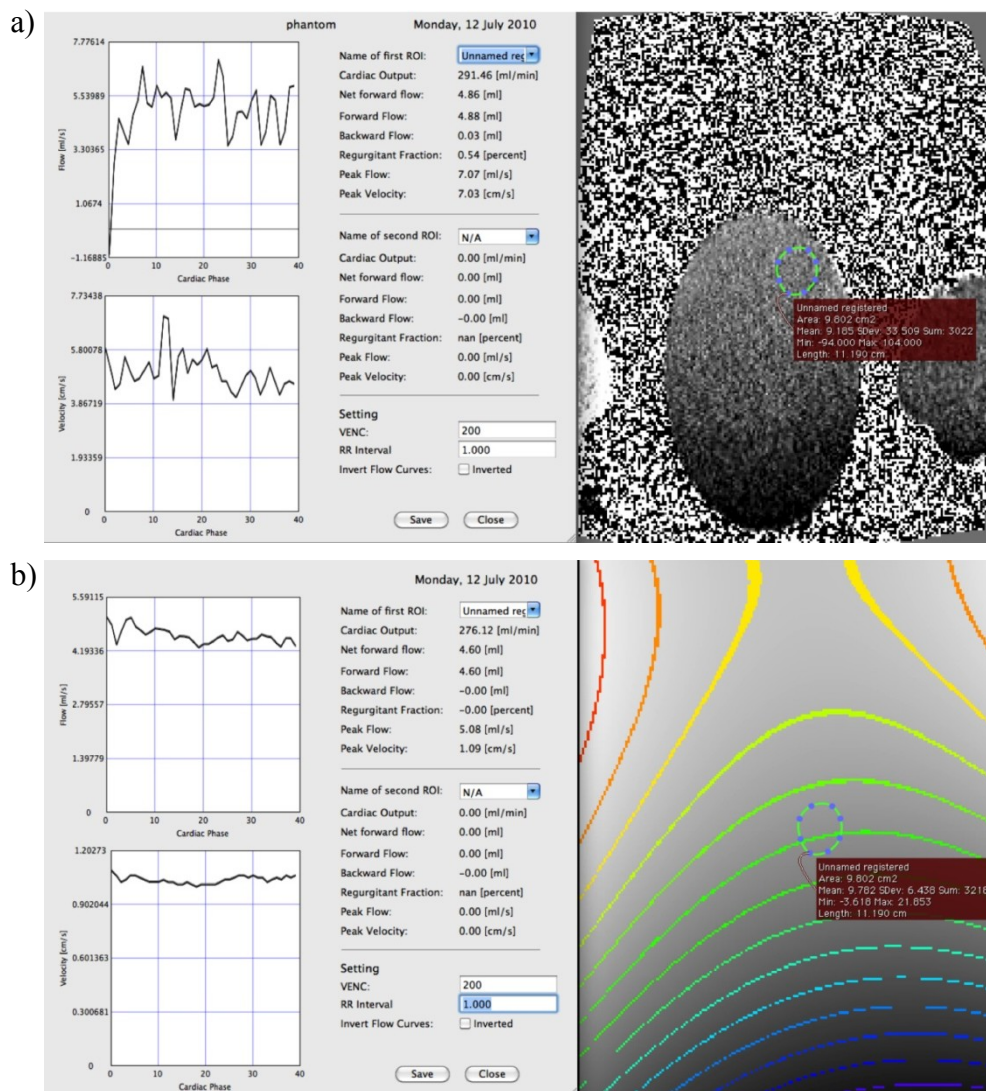 a)
phantom Monday, 12 July 2010
7.77614
5.53989
3.30365
1.0674
-1.16885
Flow [ml/s]
0 10 20 30 40
Cardiac Phase
7.73438
5.80078
3.86719
1.93359
0
Velocity [cm/s]
0 10 20 30 40
Cardiac Phase
Name of first ROI: Unnamed reg
Cardiac Output: 291.46 [ml/min]
Net forward flow: 4.86 [ml]
Forward Flow: 4.88 [ml]
Backward Flow: 0.03 [ml]
Regurgitant Fraction: 0.54 [percent]
Peak Flow: 7.07 [ml/s]
Peak Velocity: 7.03 [cm/s]
Name of second ROI: N/A
Cardiac Output: 0.00 [ml/min]
Net forward flow: 0.00 [ml]
Forward Flow: 0.00 [ml]
Backward Flow: -0.00 [ml]
Regurgitant Fraction: nan [percent]
Peak Flow: 0.00 [ml/s]
Peak Velocity: 0.00 [cm/s]
Setting
VENC: 200
RR Interval 1.000
Invert Flow Curves: Inverted
Save Close
Unnamed registered
Area: 9.802 cm2
Mean: 9.185 SDev: 33.509 Sum: 3022
Min: -94.000 Max: 104.000
Length: 11.190 cm
b)
Monday, 12 July 2010
5.59115
4.19336
2.79557
1.39779
0
Flow [ml/s]
0 10 20 30 40
Cardiac Phase
1.20273
0.902044
0.601363
0.300681
0
Velocity [cm/s]
0 10 20 30 40
Cardiac Phase
Name of first ROI: Unnamed reg
Cardiac Output: 276.12 [ml/min]
Net forward flow: 4.60 [ml]
Forward Flow: 4.60 [ml]
Backward Flow: -0.00 [ml]
Regurgitant Fraction: -0.00 [percent]
Peak Flow: 5.08 [ml/s]
Peak Velocity: 1.09 [cm/s]
Name of second ROI: N/A
Cardiac Output: 0.00 [ml/min]
Net forward flow: 0.00 [ml]
Forward Flow: 0.00 [ml]
Backward Flow: -0.00 [ml]
Regurgitant Fraction: nan [percent]
Peak Flow: 0.00 [ml/s]
Peak Velocity: 0.00 [cm/s]
Setting
VENC: 200
RR Interval 1.000
Invert Flow Curves: Inverted
Save Close
Unnamed registered
Area: 9.802 cm2
Mean: 9.782 SDev: 6.438 Sum: 3218
Min: -3.618 Max: 21.853
Length: 11.190 cm